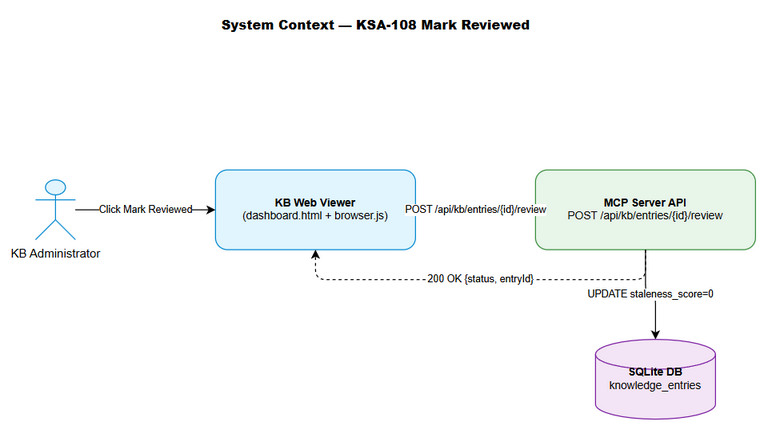 System Context — KSA-108 Mark Reviewed
KB Administrator
Click Mark Reviewed
KB Web Viewer
(dashboard.html + browser.js)
POST /api/kb/entries/{id}/review
MCP Server API
POST /api/kb/entries/{id}/review
200 OK {status, entryId}
UPDATE staleness_score=0
SQLite DB
knowledge_entries